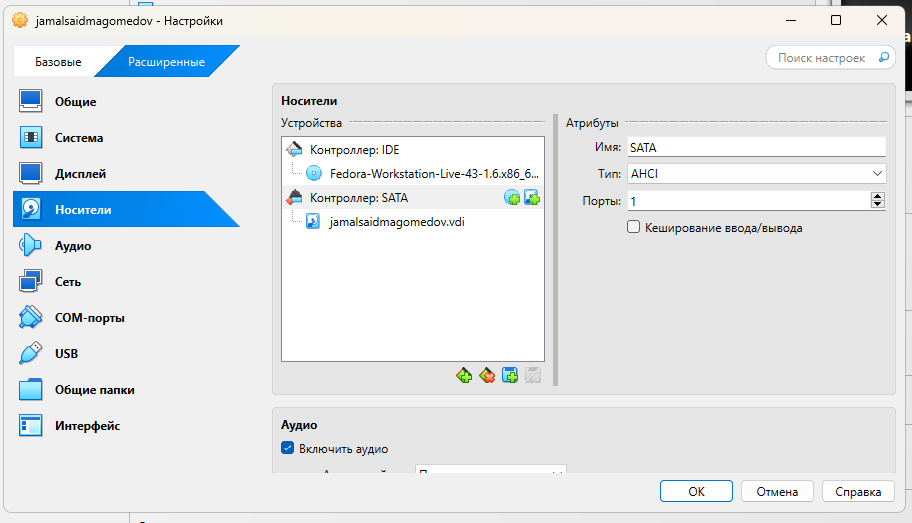 jamalsaidmagomedov - Настройки
Базовые
Расширенные
Поиск настроек
Общие
Система
Дисплей
Носители
Аудио
Сеть
COM-порты
USB
Общие папки
Интерфейс
Носители
Устройства
Контроллер: IDE
Fedora-Workstation-Live-43-1.6.x86_6...
Контроллер: SATA
jamalsaidmagomedov.vdi
Атрибуты
Имя: SATA
Тип: AHCI
Порты: 1
Кеширование ввода/вывода
Аудио
Включить аудио
OK
Отмена
Справка